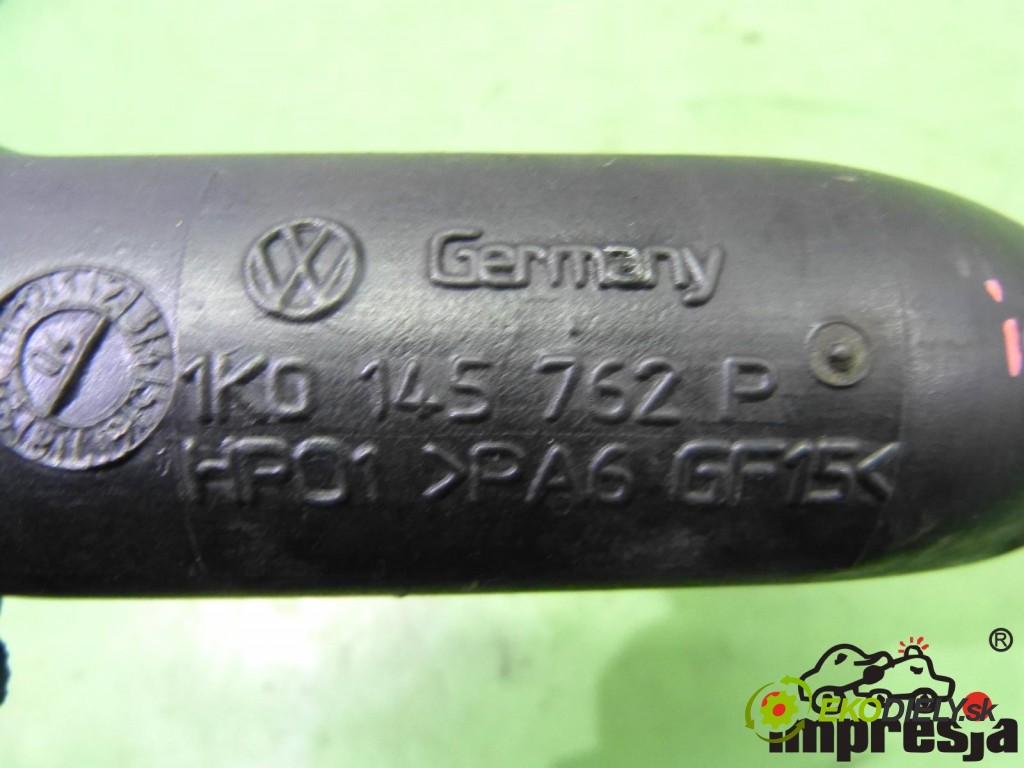 Germany
1K0 145 762 P
HP01 >PA6 GF15<
®
EKODIELY.sk
impresja